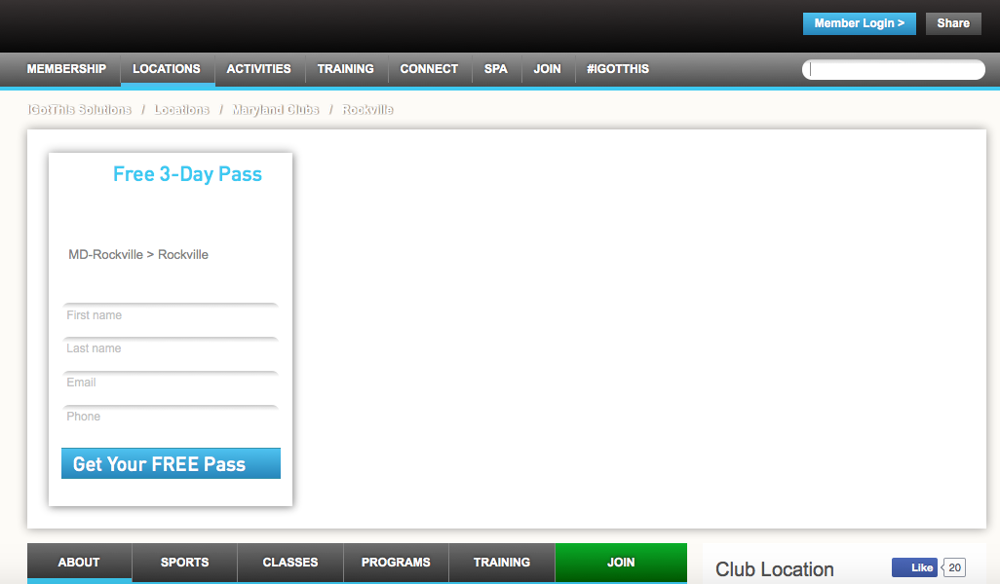 Member Login > Share
MEMBERSHIP LOCATIONS ACTIVITIES TRAINING CONNECT SPA JOIN #IGOTTHIS
IGotThis Solutions / Locations / Maryland Clubs / Rockville
Free 3-Day Pass
MD-Rockville > Rockville
First name
Last name
Email
Phone
Get Your FREE Pass
ABOUT SPORTS CLASSES PROGRAMS TRAINING JOIN
Club Location Like 20